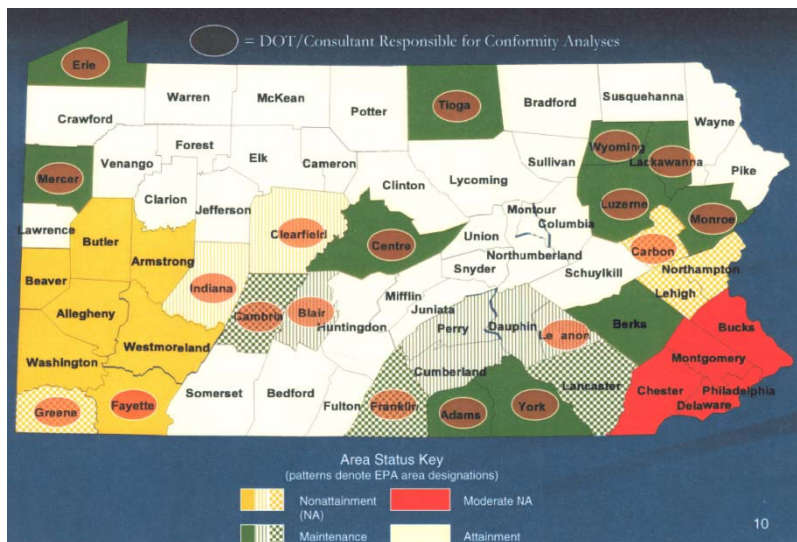 = DOT/Consultant Responsible for Conformity Analyses
Erie
Warren
McKean
Potter
Tioga
Bradford
Susquehanna
Wayne
Crawford
Forest
Elk
Cameron
Wyoming
Lackawanna
Sullivan
Pike
Mercer
Venango
Clarion
Jefferson
Clinton
Lycoming
Luzerne
Monroe
Lawrence
Butler
Armstrong
Clearfield
Centre
Union
Montour
Columbia
Northumberland
Carbon
Northampton
Lehigh
Beaver
Allegheny
Indiana
Cambria
Blair
Huntingdon
Mifflin
Juniata
Snyder
Schuylkill
Perry
Dauphin
Le anon
Berks
Bucks
Montgomery
Washington
Westmoreland
Cumberland
Lancaster
Chester
Philadelphia
Delaware
Greene
Fayette
Somerset
Bedford
Fulton
Franklin
Adams
York
Area Status Key
(patterns denote EPA area designations)
Nonattainment
(NA)
Moderate NA
Maintenance
Attainment
10